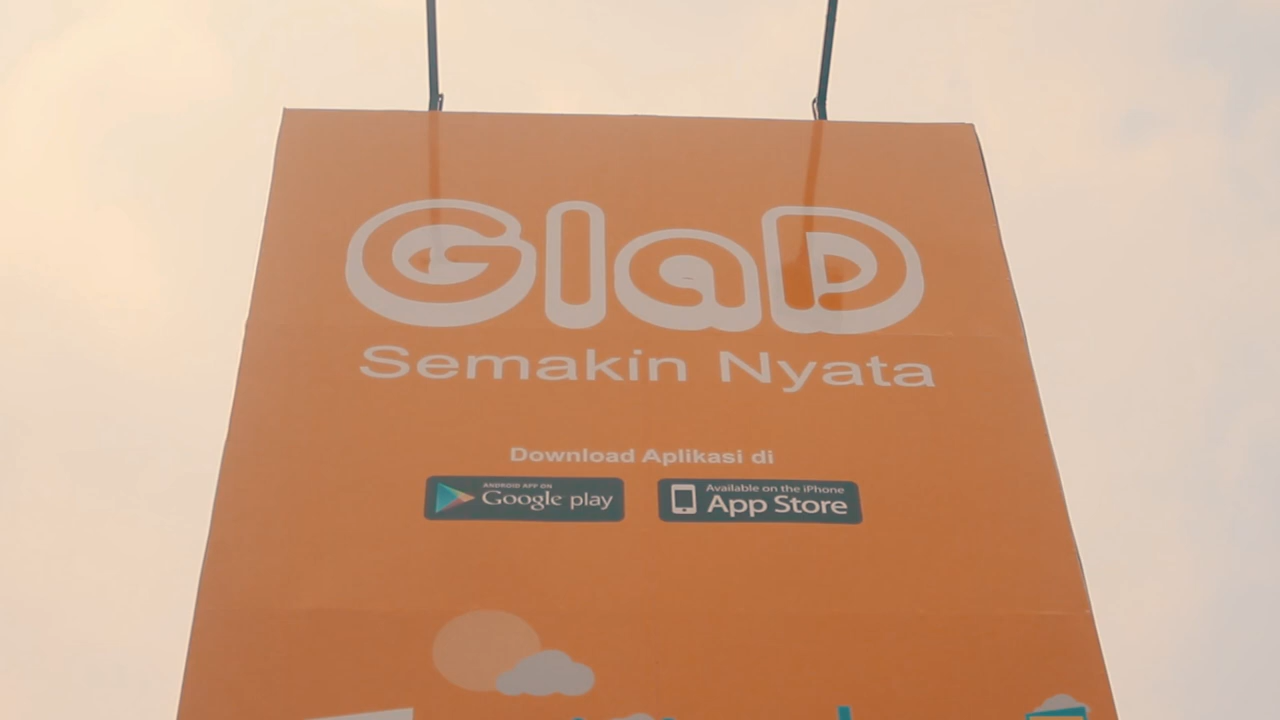 GlaD
Semakin Nyata
Download Aplikasi di
ANDROID APP ON
Google play
Available on the iPhone
App Store